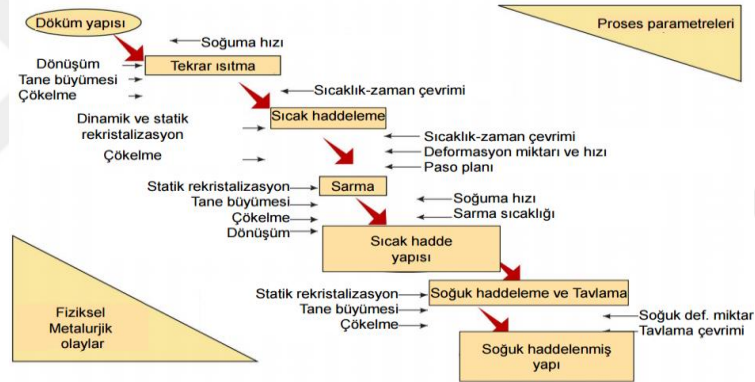 Döküm yapısı
Proses parametreleri
Soğuma hızı
Dönüşüm
Tekrar ısıtma
Tane büyümesi
Çökelme
Sıcaklık-zaman çevrimi
Sıcak haddeleme
Dinamik ve statik
rekristalizasyon
Çökelme
Sıcaklık-zaman çevrimi
Deformasyon miktarı ve hızı
Paso planı
Statik rekristalizasyon
Sarma
Tane büyümesi
Çökelme
Dönüşüm
Soğuma hızı
Sarma sıcaklığı
Sıcak hadde
yapısı
Fiziksel
Metalurjik
olaylar
Statik rekristalizasyon
Tane büyümesi
Çökelme
Soğuk haddeleme ve Tavlama
Soğuk def. miktar
Tavlama çevrimi
Soğuk haddelenmiş
yapı